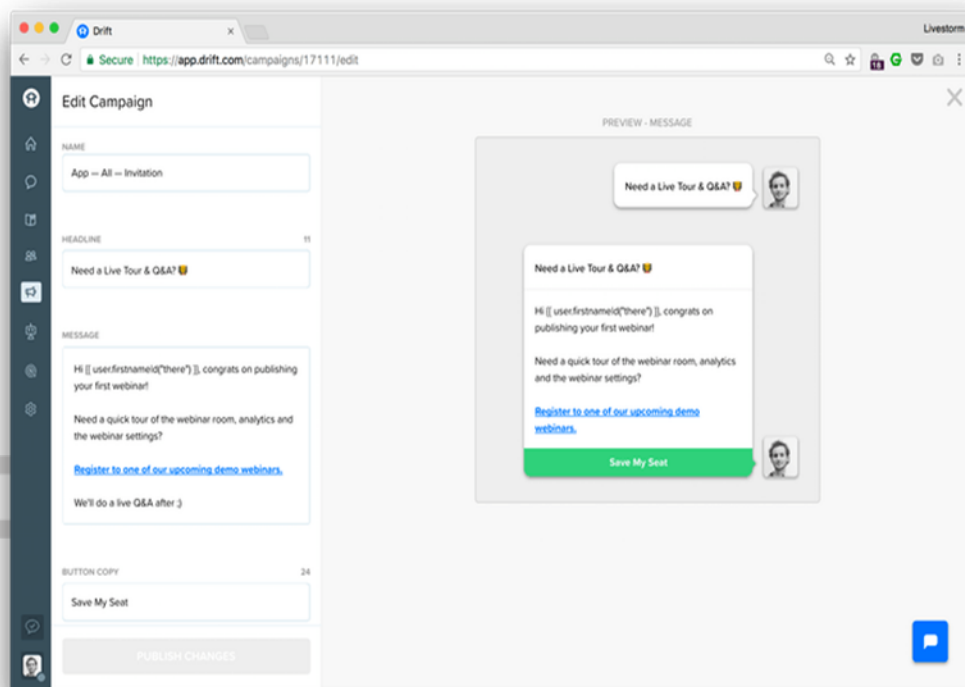 Drift
Livestorm
Secure https://app.drift.com/campaigns/17111/edit
18
Edit Campaign
NAME
App — All — Invitation
HEADLINE 11
Need a Live Tour & Q&A?
MESSAGE
Hi [[ user.firstnameid("there") ]], congrats on publishing
your first webinar!
Need a quick tour of the webinar room, analytics and
the webinar settings?
Register to one of our upcoming demo webinars.
We'll do a live Q&A after ;)
BUTTON COPY 24
Save My Seat
PUBLISH CHANGES
PREVIEW - MESSAGE
Need a Live Tour & Q&A?
Need a Live Tour & Q&A?
Hi [[ user.firstnameid("there") ]], congrats on
publishing your first webinar!
Need a quick tour of the webinar room, analytics
and the webinar settings?
Register to one of our upcoming demo
webinars.
Save My Seat